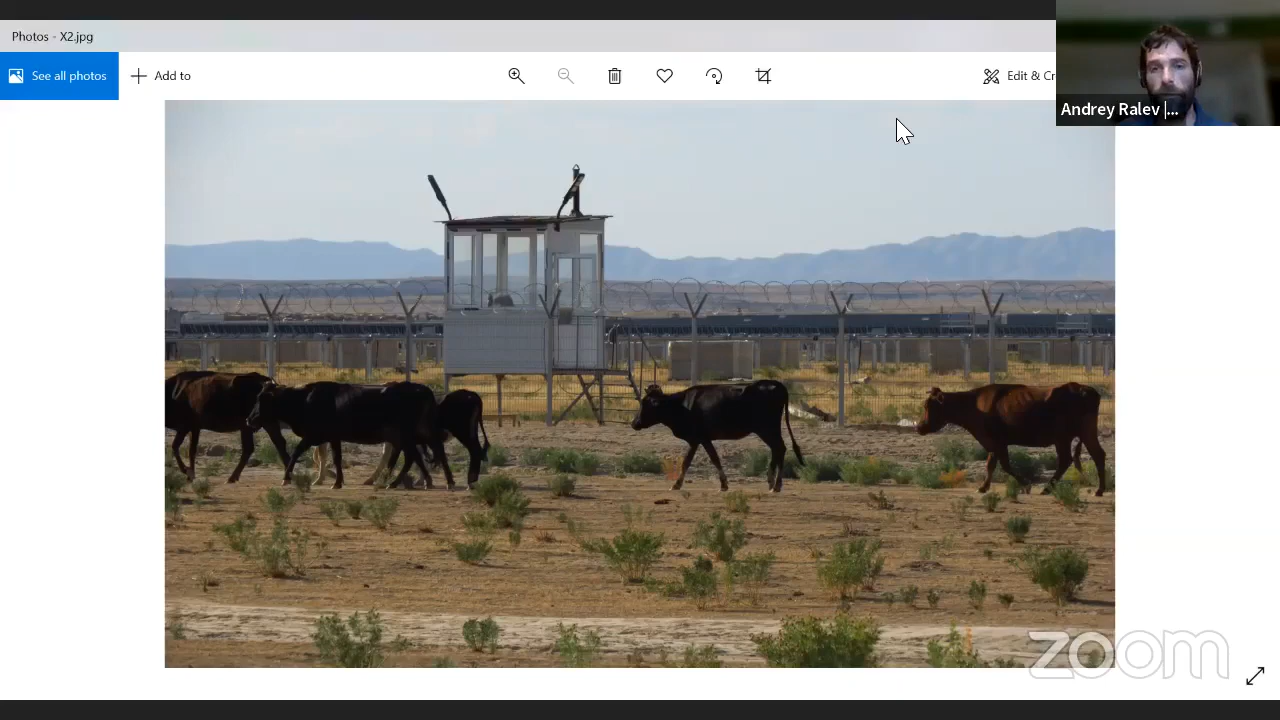 Photos - X2.jpg
See all photos
Add to
Edit & Cr
Andrey Ralev |...
zoom